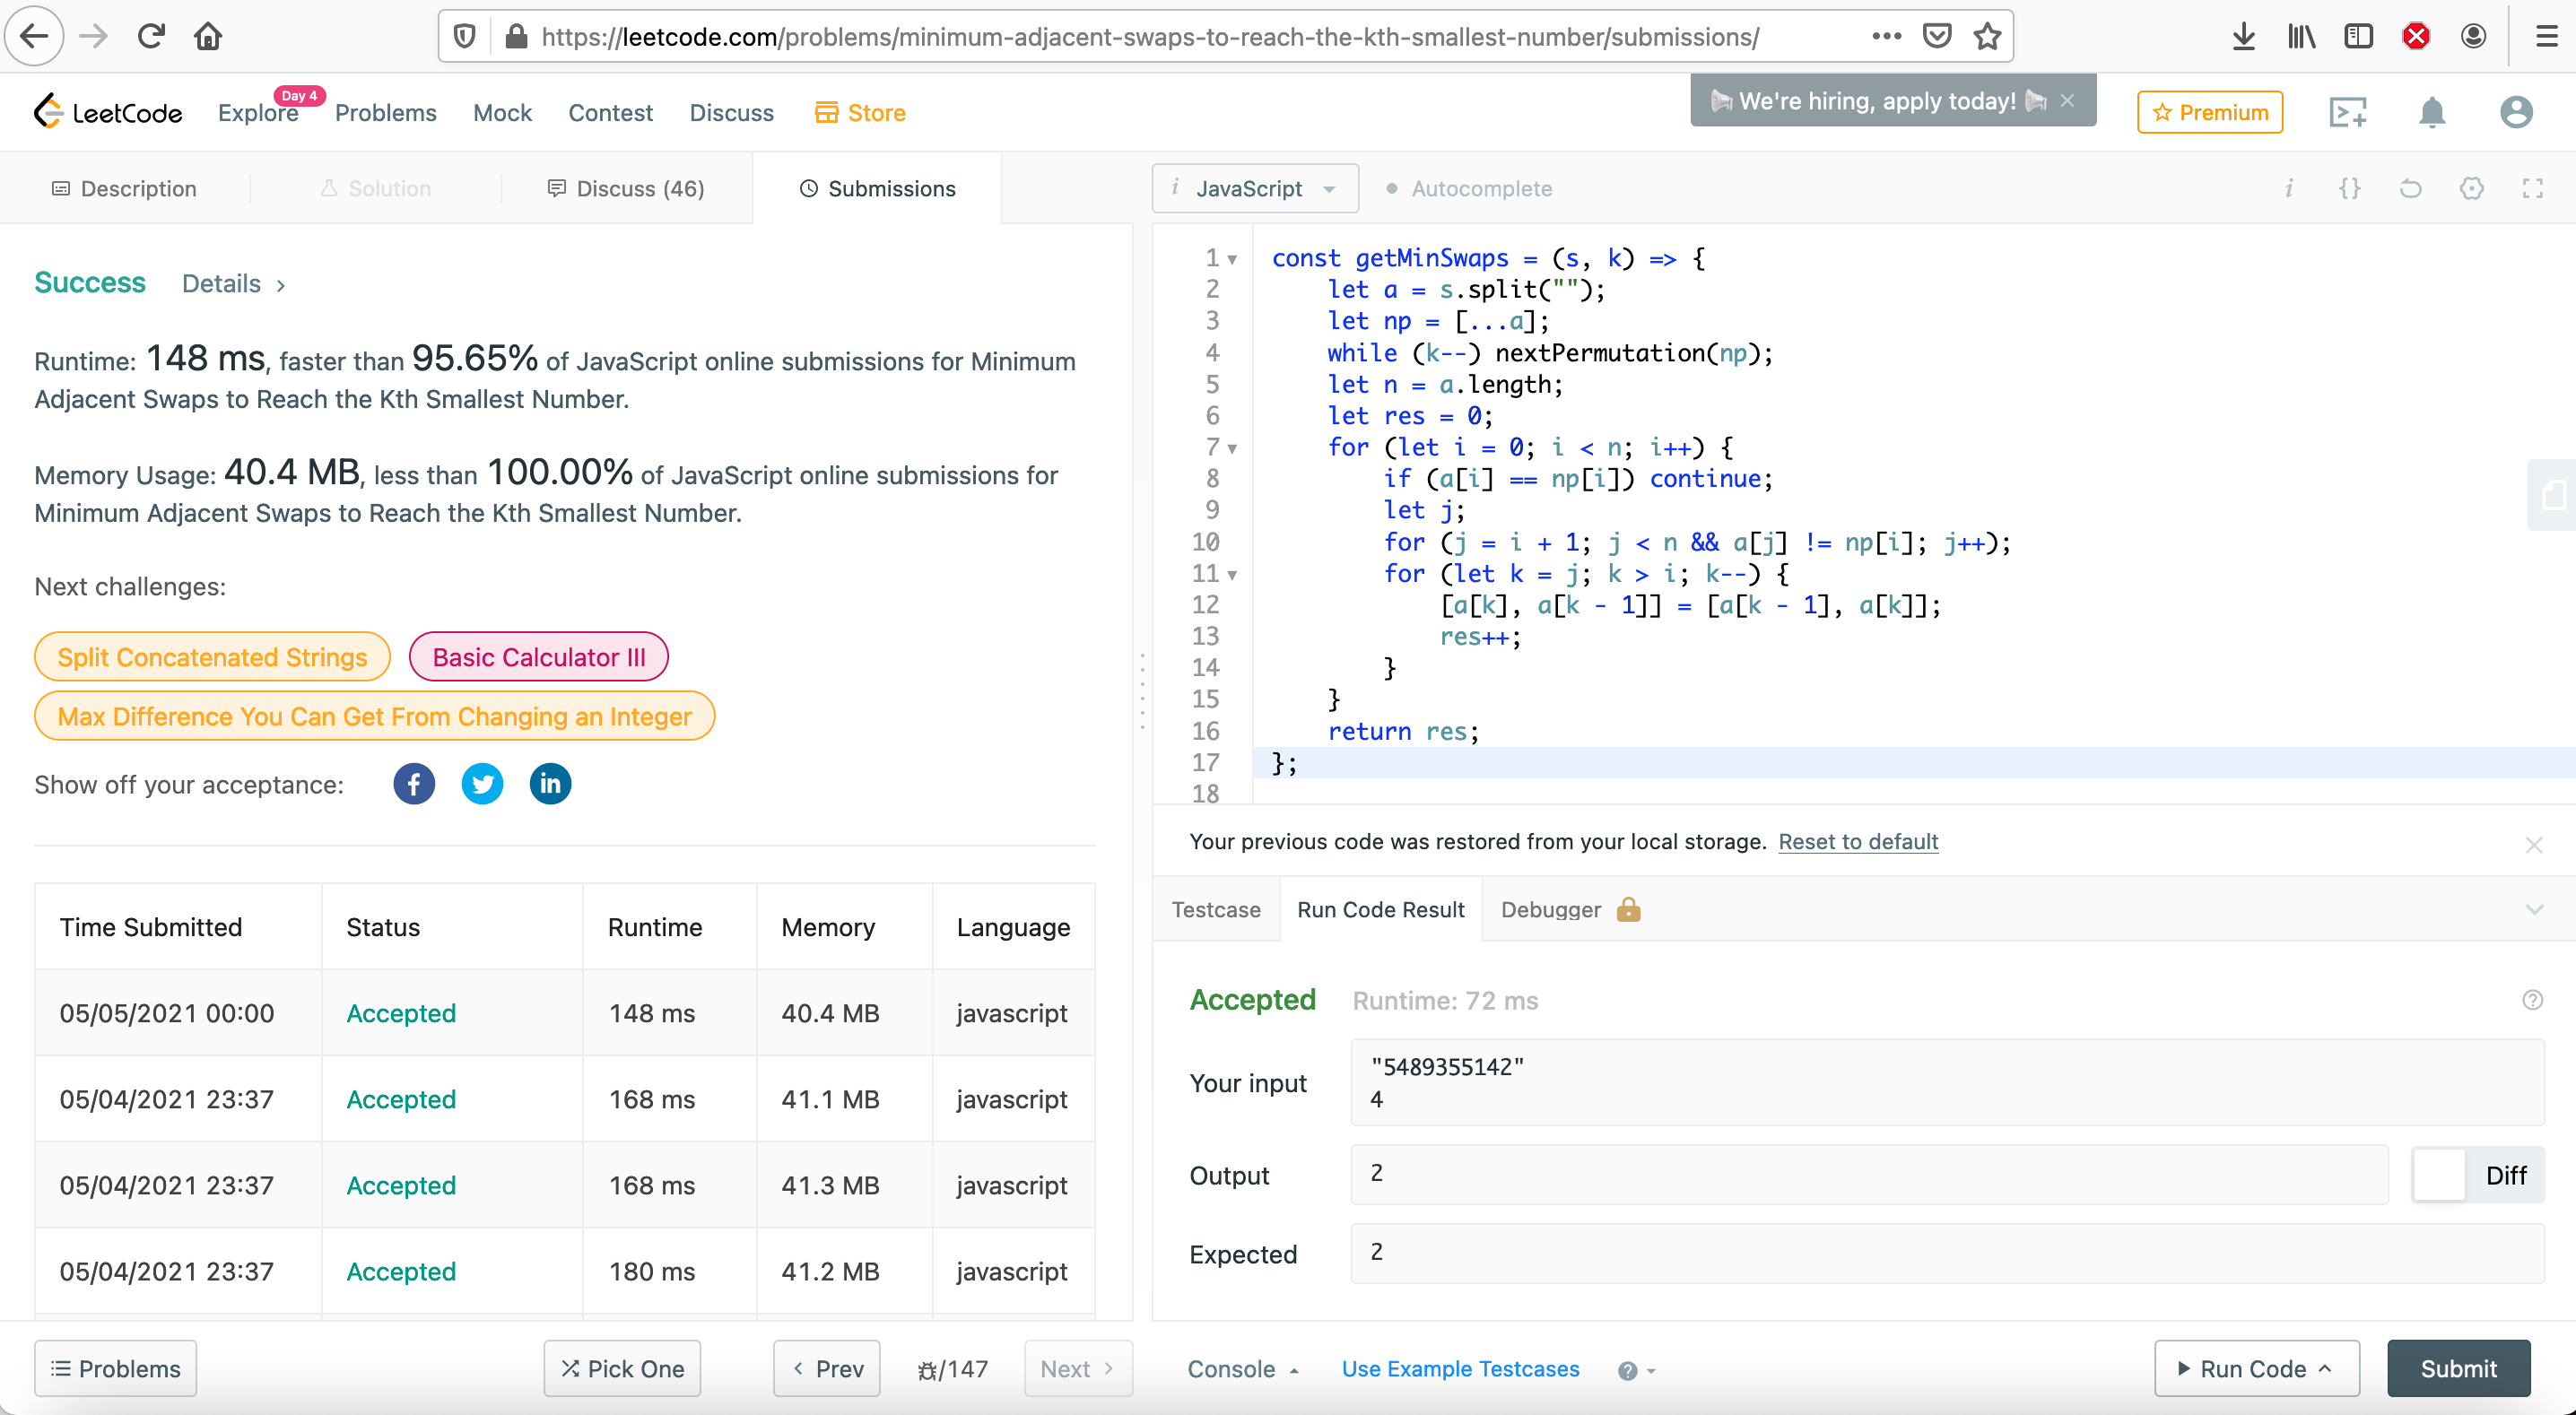 https://leetcode.com/problems/minimum-adjacent-swaps-to-reach-the-kth-smallest-number/submissions/
LeetCode
Explore
Day 4
Problems
Mock
Contest
Discuss
Store
We're hiring, apply today!
Premium
Description
Solution
Discuss (46)
Submissions
Success Details >
Runtime: 148 ms, faster than 95.65% of JavaScript online submissions for Minimum
Adjacent Swaps to Reach the Kth Smallest Number.
Memory Usage: 40.4 MB, less than 100.00% of JavaScript online submissions for
Minimum Adjacent Swaps to Reach the Kth Smallest Number.
Next challenges:
Split Concatenated Strings
Basic Calculator III
Max Difference You Can Get From Changing an Integer
Show off your acceptance:
Time Submitted Status Runtime Memory Language
05/05/2021 00:00 Accepted 148 ms 40.4 MB javascript
05/04/2021 23:37 Accepted 168 ms 41.1 MB javascript
05/04/2021 23:37 Accepted 168 ms 41.3 MB javascript
05/04/2021 23:37 Accepted 180 ms 41.2 MB javascript
Problems
Pick One
< Prev
/147
Next >
i JavaScript
Autocomplete
i {}
1 const getMinSwaps = (s, k) => {
2 let a = s.split("");
3 let np = [...a];
4 while (k--) nextPermutation(np);
5 let n = a.length;
6 let res = 0;
7 for (let i = 0; i < n; i++) {
8 if (a[i] == np[i]) continue;
9 let j;
10 for (j = i + 1; j < n && a[j] != np[i]; j++);
11 for (let k = j; k > i; k--) {
12 [a[k], a[k - 1]] = [a[k - 1], a[k]];
13 res++;
14 }
15 }
16 return res;
17 };
18
Your previous code was restored from your local storage. Reset to default
Testcase
Run Code Result
Debugger
Accepted Runtime: 72 ms
Your input
"5489355142"
4
Output
2
Diff
Expected
2
Console
Use Example Testcases
Run Code
Submit